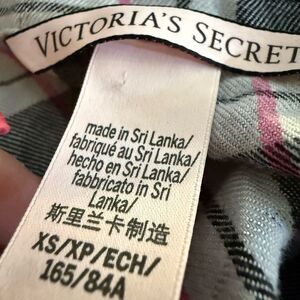 VICTORIA'S SECRET
made in Sri Lanka/
fabriqué au Sri Lanka/
hecho en Sri Lanka/
fabbricato in Sri
Lanka/
斯里兰卡制造
XS/XP/ECH/
165/84A